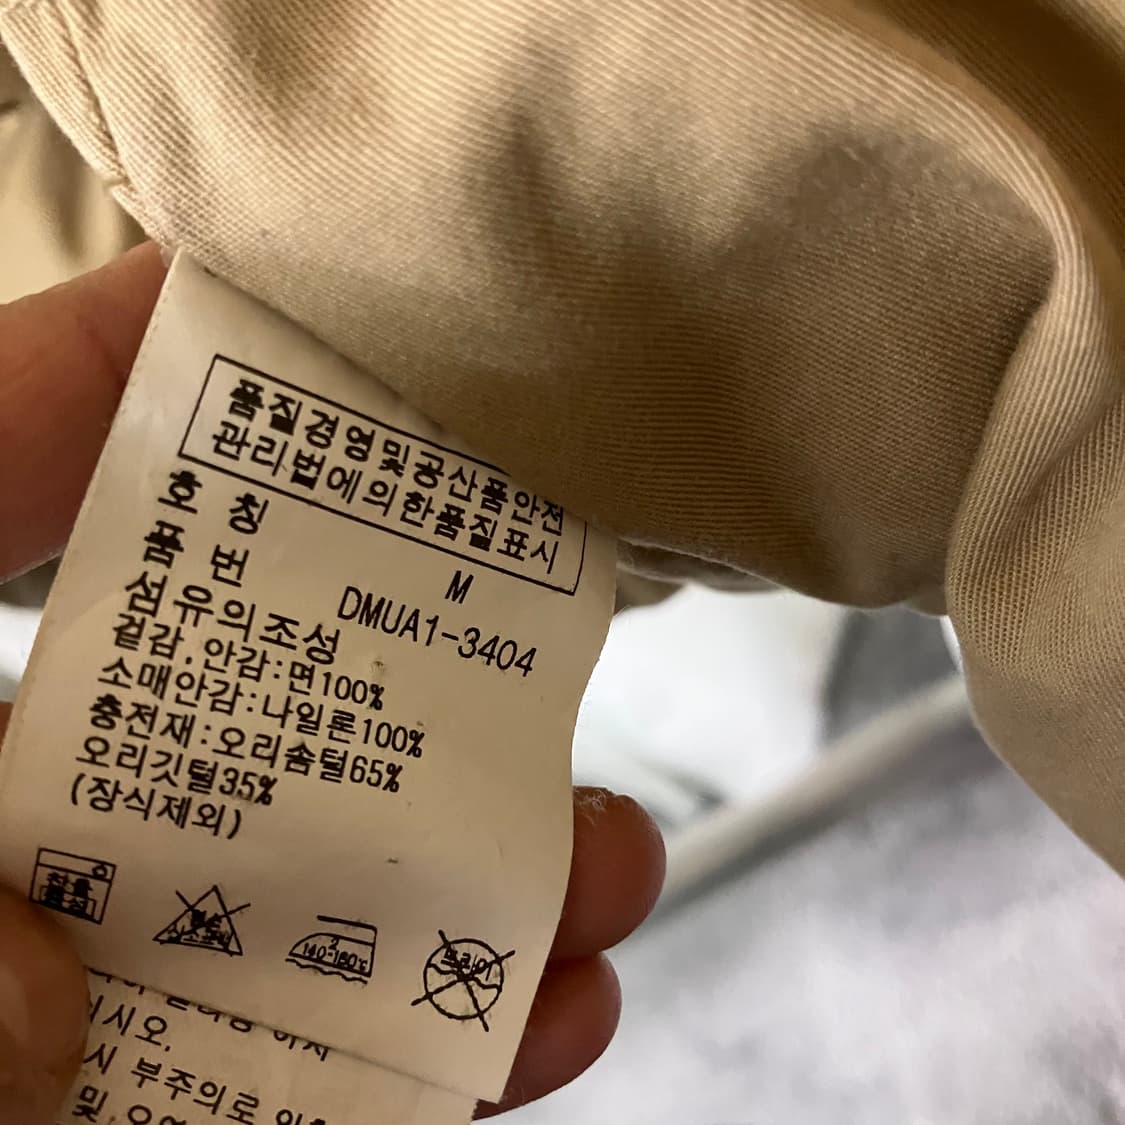 품질경영및공산품안전
관리법에의한품질표시
호 칭 M
품 번 DMUA1-3404
섬유의조성
겉감,안감:면100%
소매안감:나일론100%
충전재:오리솜털65%
오리깃털35%
(장식제외)
140~160℃
드라이
시오.
시 부주의로
및